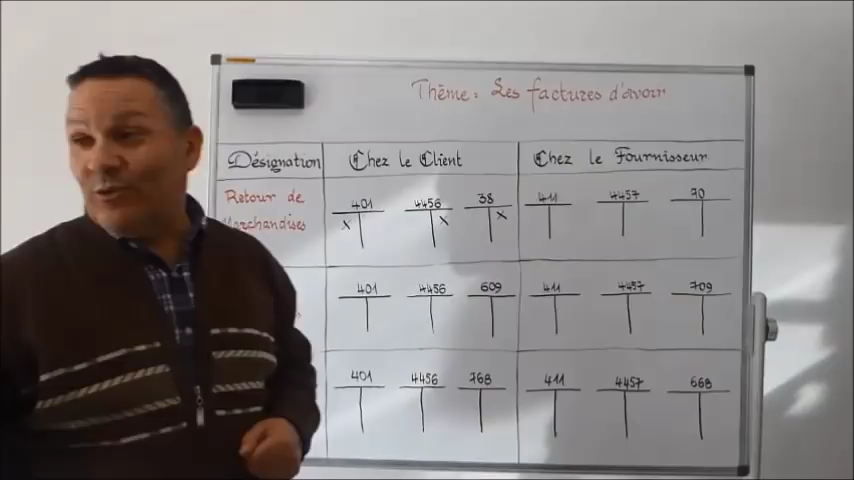 Thème : Les factures d'avoir
Désignation Chez le Client Chez le Fournisseur
Retour de Marchandises
401 4456 38 411 4457 70
X X X
401 4456 609 411 4457 709
401 4456 768 411 4457 668